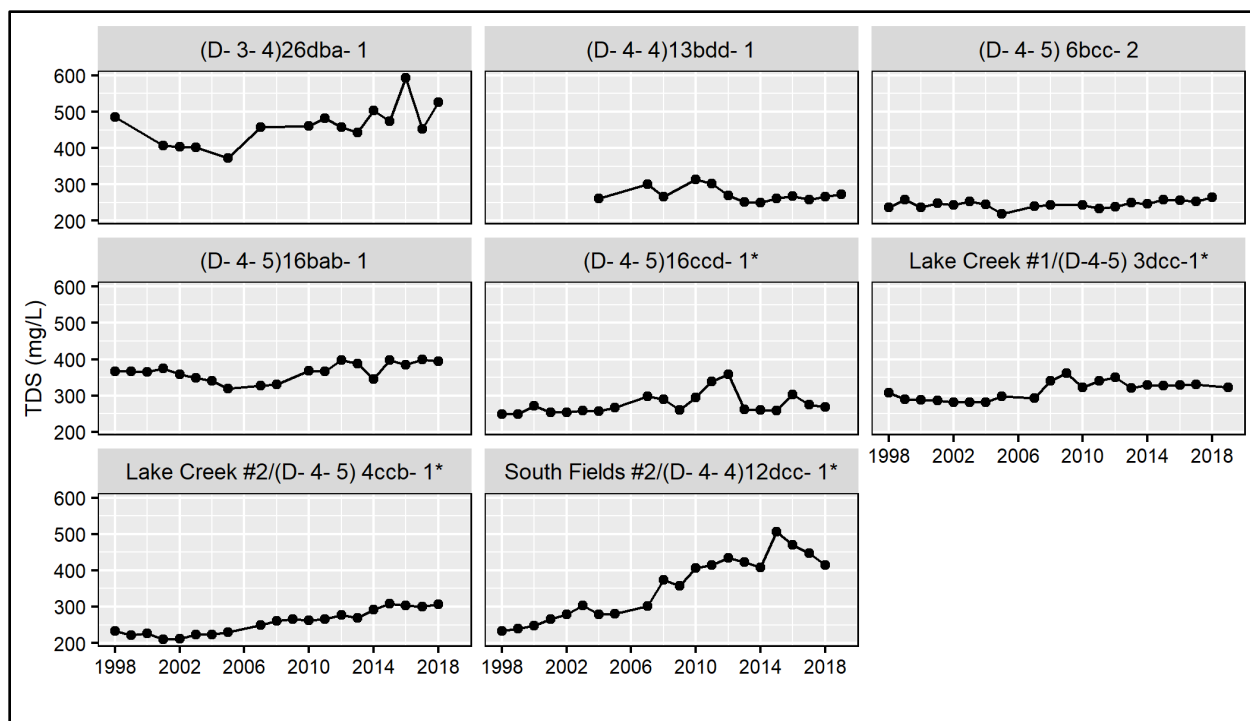 (D- 3- 4)26dba- 1
(D- 4- 4)13bdd- 1
(D- 4- 5) 6bcc- 2
600
500
400
300
200
(D- 4- 5)16bab- 1
(D- 4- 5)16ccd- 1*
Lake Creek #1/(D-4-5) 3dcc-1*
TDS (mg/L)
600
500
400
300
200
1998 2002 2006 2010 2014 2018
Lake Creek #2/(D- 4- 5) 4ccb- 1*
South Fields #2/(D- 4- 4)12dcc- 1*
600
500
400
300
200
1998 2002 2006 2010 2014 2018
1998 2002 2006 2010 2014 2018